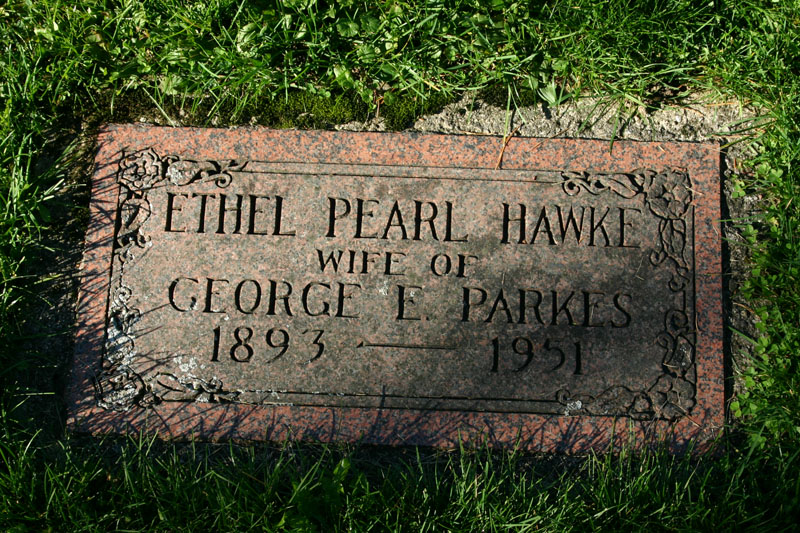 ETHEL PEARL HAWKE
WIFE OF
GEORGE E. PARKES
1893 — 1951